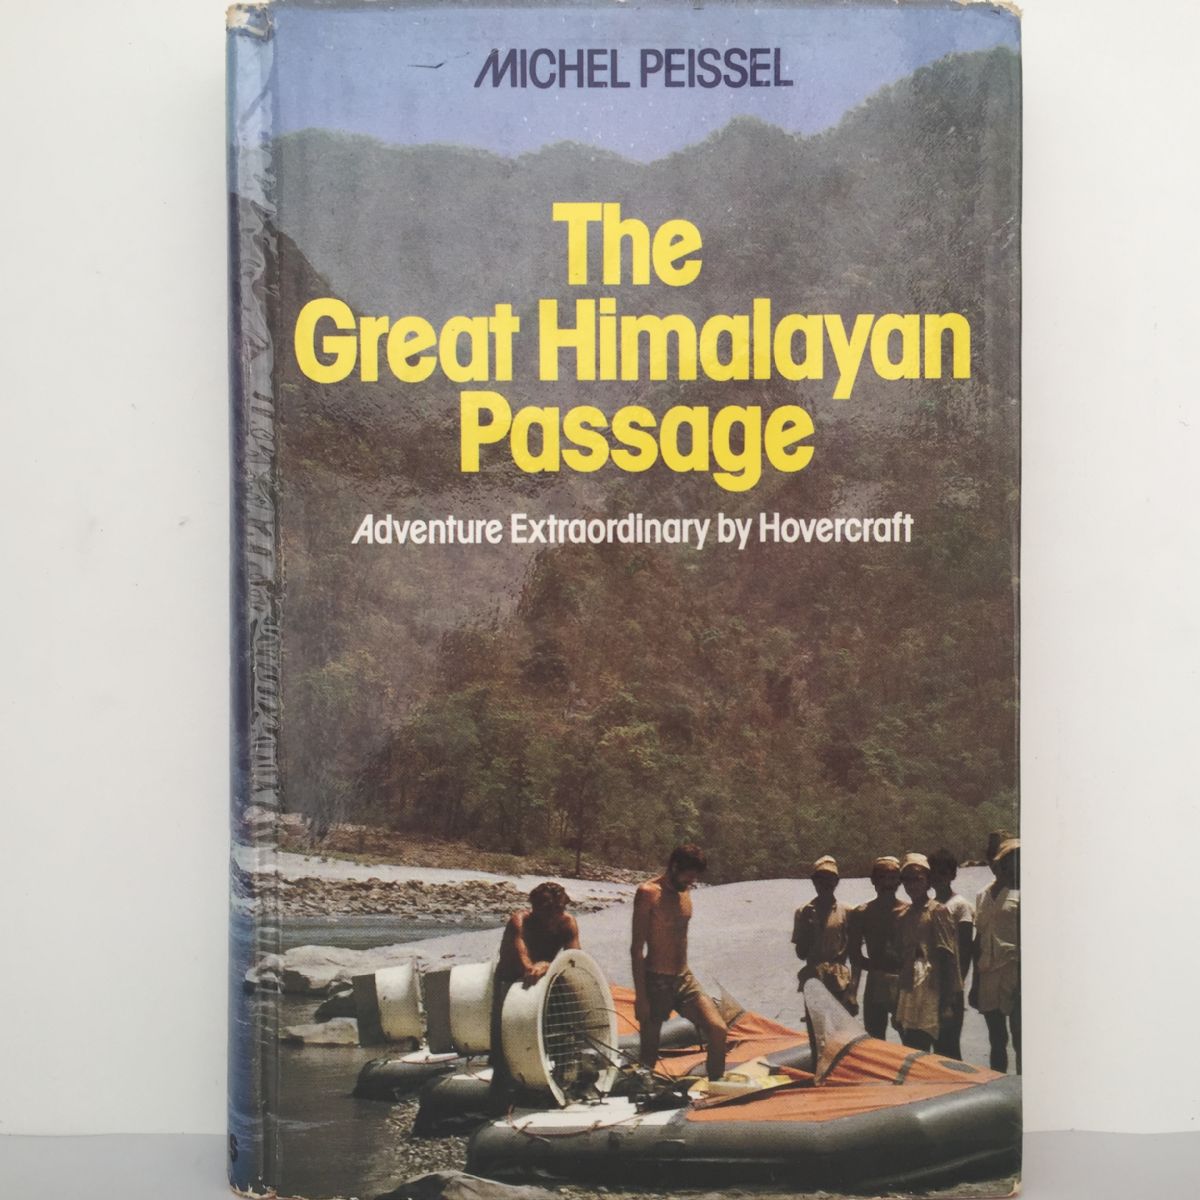 MICHEL PEISSEL
The
Great Himalayan
Passage
Adventure Extraordinary by Hovercraft